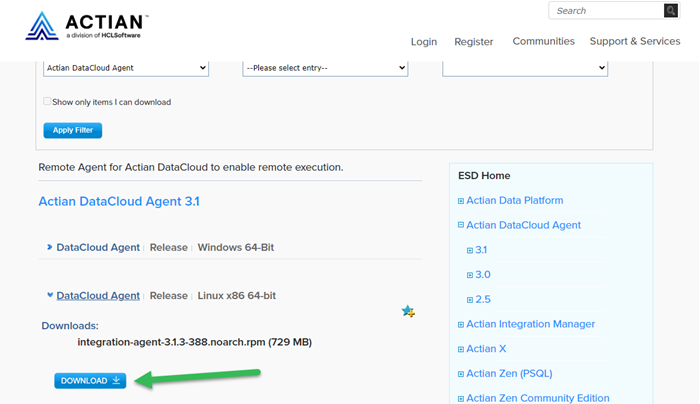 ACTIAN™
a division of HCLSoftware
Search
Login Register Communities Support & Services
Actian DataCloud Agent --Please select entry--
Show only items I can download
Apply Filter
Remote Agent for Actian DataCloud to enable remote execution.
Actian DataCloud Agent 3.1
DataCloud Agent | Release | Windows 64-Bit
DataCloud Agent | Release | Linux x86 64-bit
Downloads:
integration-agent-3.1.3-388.noarch.rpm (729 MB)
DOWNLOAD
ESD Home
Actian Data Platform
Actian DataCloud Agent
3.1
3.0
2.5
Actian Integration Manager
Actian X
Actian Zen (PSQL)
Actian Zen Community Edition